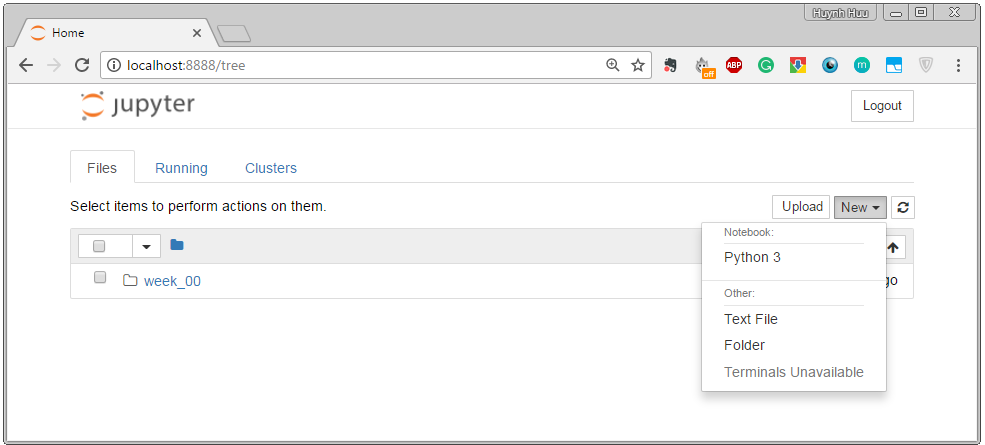 Huynh Huu
Home
localhost:8888/tree
off
ABP
G
m
jupyter
Logout
Files
Running
Clusters
Select items to perform actions on them.
Upload
New
Notebook:
Python 3
week_00
go
Other:
Text File
Folder
Terminals Unavailable